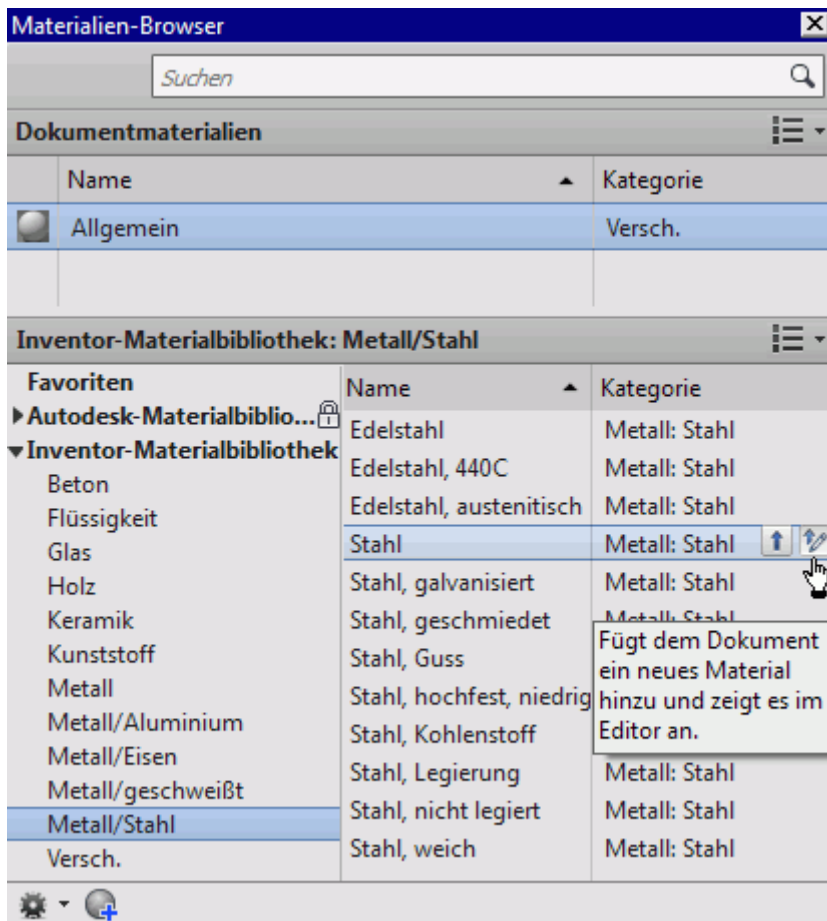 Materialien-Browser
Suchen
Dokumentmaterialien
Name Kategorie
Allgemein Versch.
Inventor-Materialbibliothek: Metall/Stahl
Favoriten
Autodesk-Materialbiblio...
Inventor-Materialbibliothek
Beton
Flüssigkeit
Glas
Holz
Keramik
Kunststoff
Metall
Metall/Aluminium
Metall/Eisen
Metall/geschweißt
Metall/Stahl
Versch.
Name Kategorie
Edelstahl Metall: Stahl
Edelstahl, 440C Metall: Stahl
Edelstahl, austenitisch Metall: Stahl
Stahl Metall: Stahl
Stahl, galvanisiert Metall: Stahl
Stahl, geschmiedet Metall: Stahl
Stahl, Guss
Stahl, hochfest, niedrig
Stahl, Kohlenstoff
Stahl, Legierung Metall: Stahl
Stahl, nicht legiert Metall: Stahl
Stahl, weich Metall: Stahl
Fügt dem Dokument
ein neues Material
hinzu und zeigt es im
Editor an.